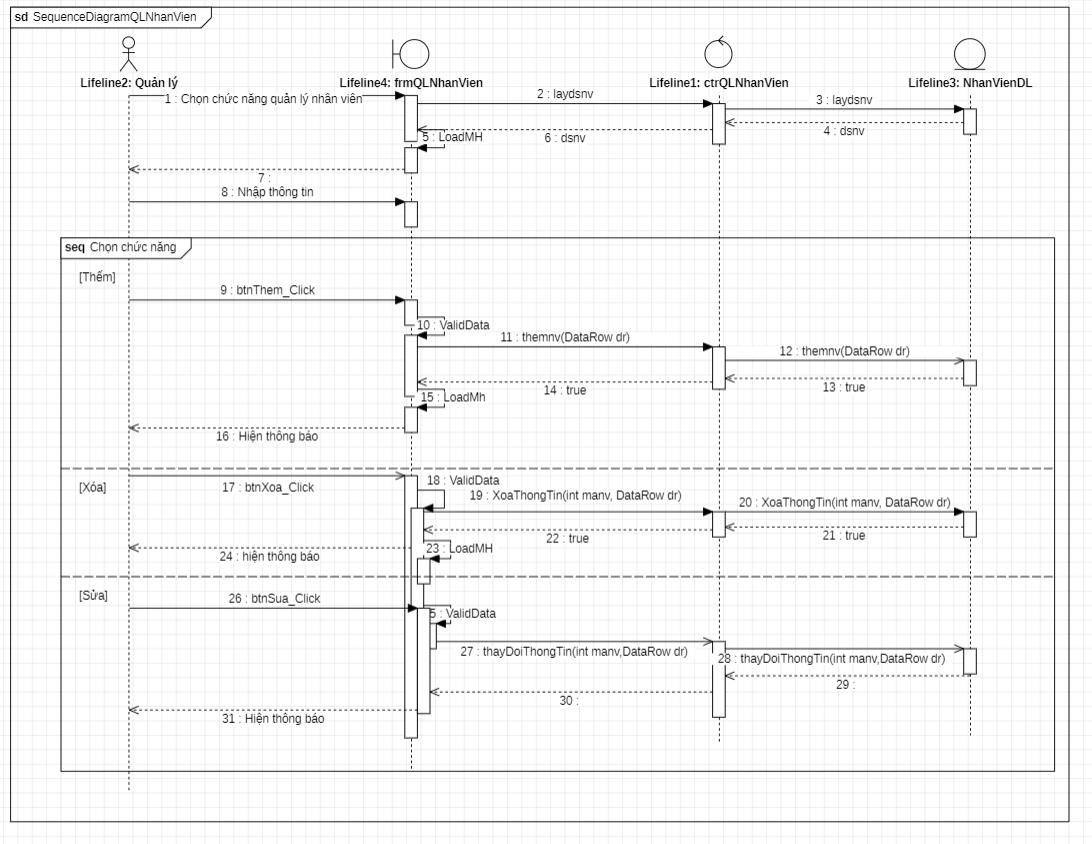 sd SequenceDiagramQLNhanVien
Lifeline2: Quản lý
Lifeline4: frmQLNhanVien
Lifeline1: ctrQLNhanVien
Lifeline3: NhanVienDL
1 : Chọn chức năng quản lý nhân viên
2 : laydsnv
3 : laydsnv
4 : dsnv
5 : LoadMH
6 : dsnv
7 :
8 : Nhập thông tin
seq Chọn chức năng
[Thếm]
9 : btnThem_Click
10 : ValidData
11 : themnv(DataRow dr)
12 : themnv(DataRow dr)
13 : true
14 : true
15 : LoadMh
16 : Hiện thông báo
[Xóa]
17 : btnXoa_Click
18 : ValidData
19 : XoaThongTin(int manv, DataRow dr)
20 : XoaThongTin(int manv, DataRow dr)
21 : true
22 : true
23 : LoadMH
24 : hiện thông báo
[Sửa]
26 : btnSua_Click
5 : ValidData
27 : thayDoiThongTin(int manv,DataRow dr)
28 : thayDoiThongTin(int manv,DataRow dr)
29 :
30 :
31 : Hiện thông báo